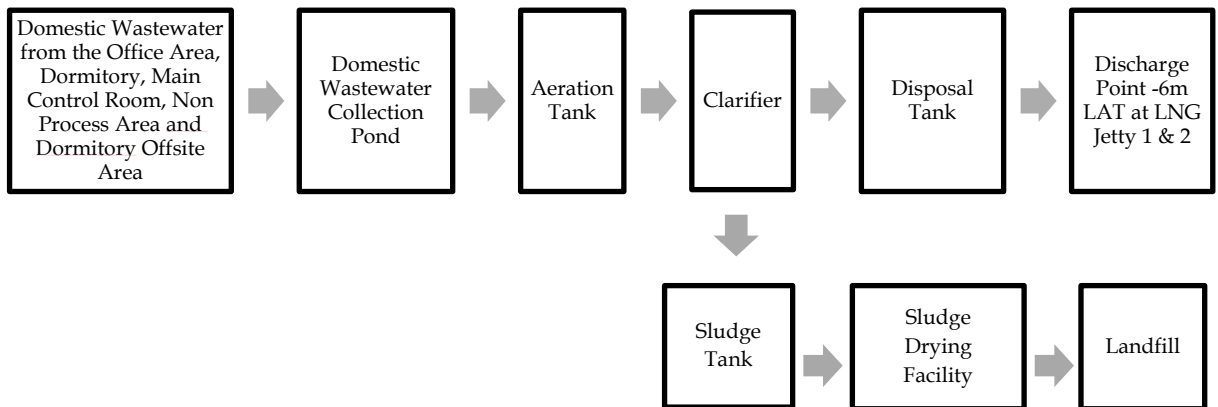 Domestic Wastewater
from the Office Area,
Dormitory, Main
Control Room, Non
Process Area and
Dormitory Offsite
Area
Domestic
Wastewater
Collection
Pond
Aeration
Tank
Clarifier
Disposal
Tank
Discharge
Point -6m
LAT at LNG
Jetty 1 & 2
Sludge
Tank
Sludge
Drying
Facility
Landfill